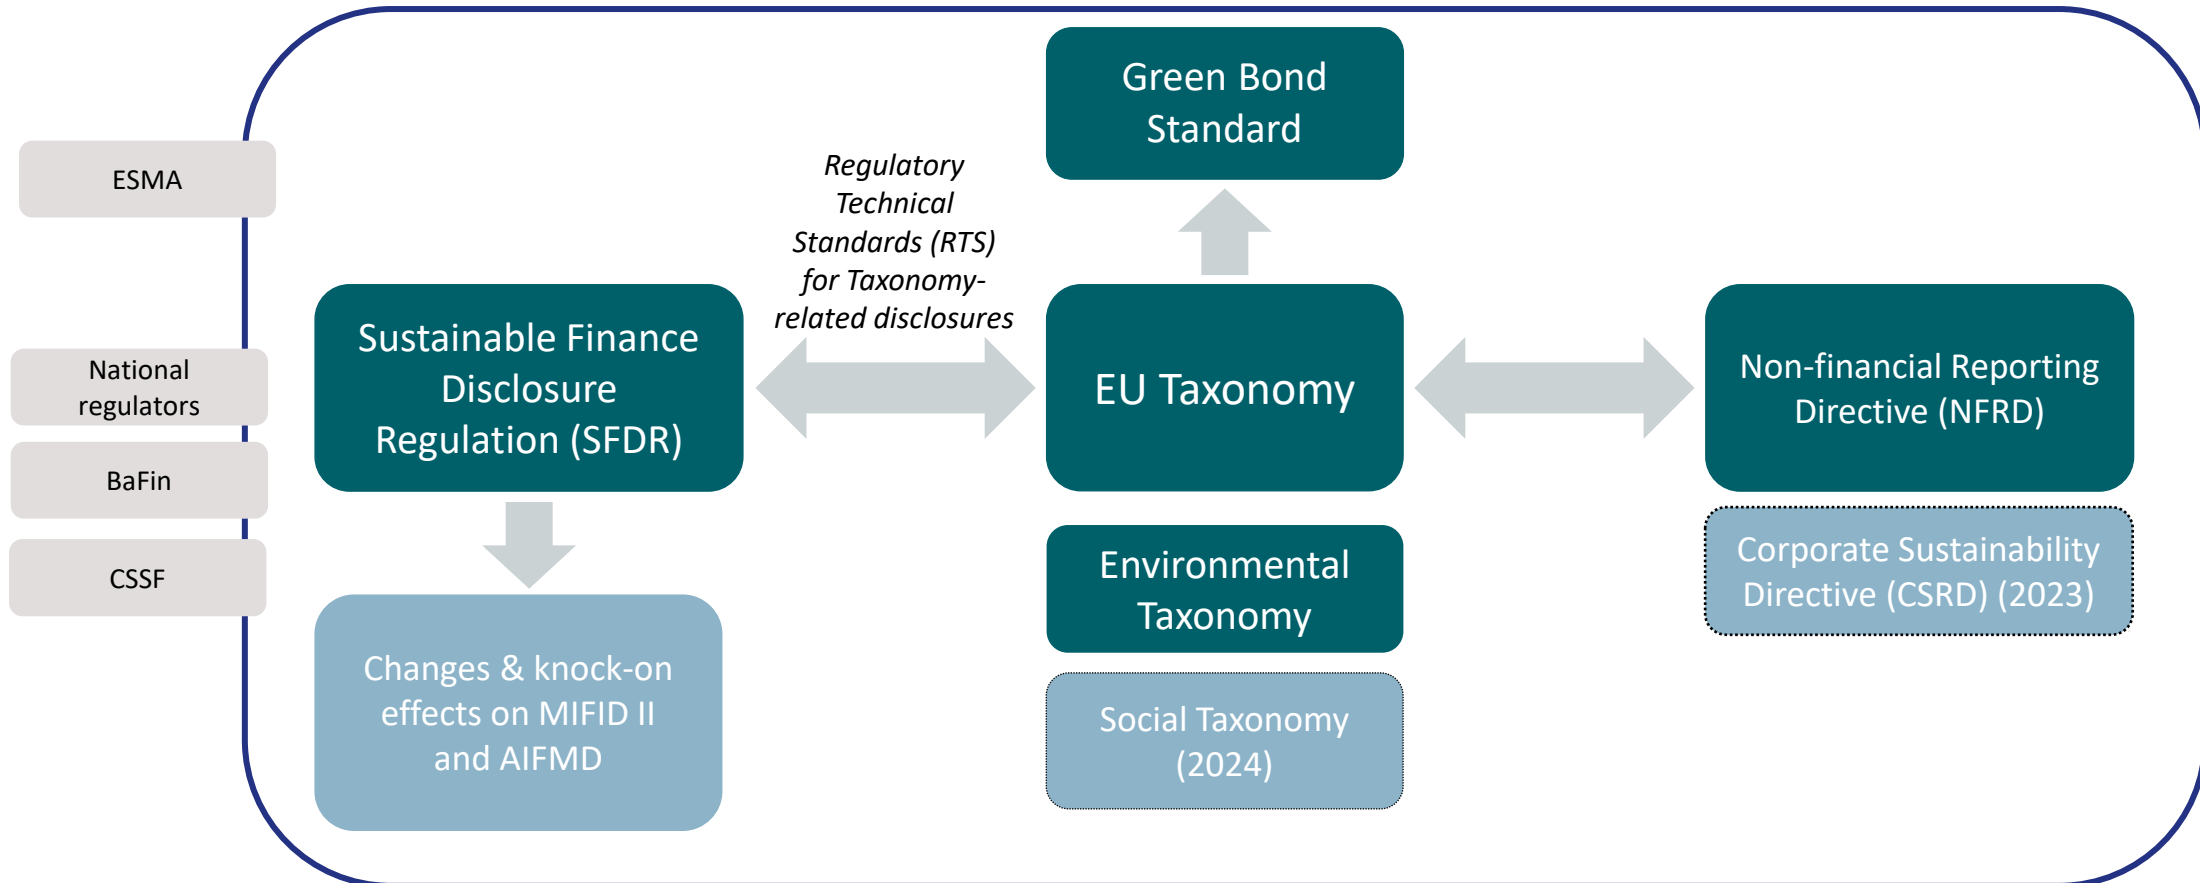 Green Bond
Standard
ESMA
Regulatory
Technical
Standards (RTS)
for Taxonomy-
related disclosures
National
regulators
BaFin
CSSF
Sustainable Finance
Disclosure
Regulation (SFDR)
EU Taxonomy
Non-financial Reporting
Directive (NFRD)
Changes & knock-on
effects on MIFID II
and AIFMD
Environmental
Taxonomy
Social Taxonomy
(2024)
Corporate Sustainability
Directive (CSRD) (2023)